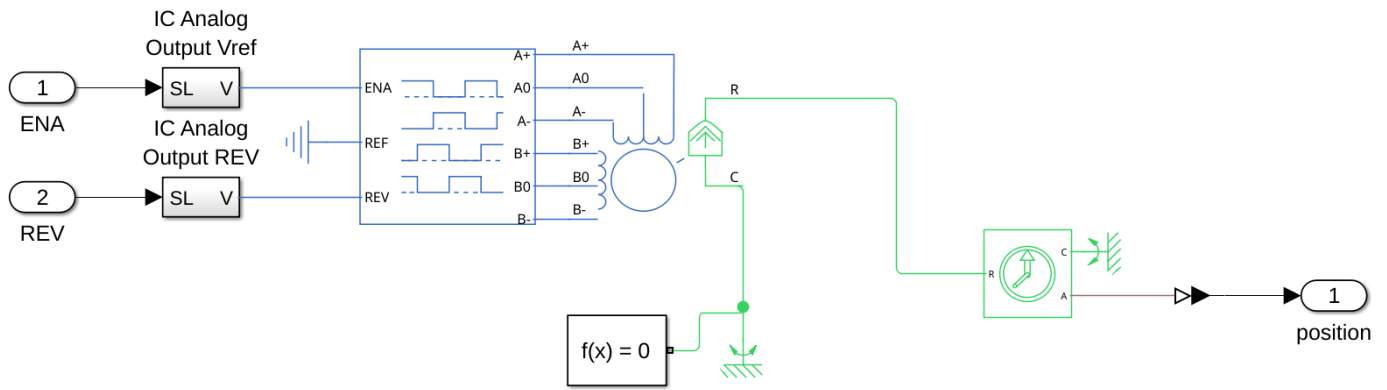 IC Analog
Output Vref
1
SL V
ENA
IC Analog
Output REV
2
SL V
REV
ENA
REF
REV
A+
A0
A-
B+
B0
B-
A+
A0
A-
B+
B0
B-
R
C
f(x) = 0
R
C
A
1
position